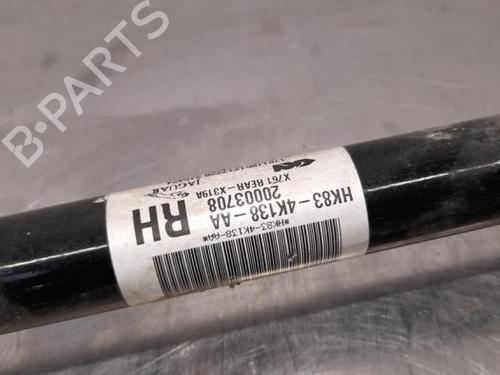 JAGUAR
X761 REAR-X319A
HK83-4K138-AA
20003708
RH
*HK83-4K138-AA*
B-PARTS